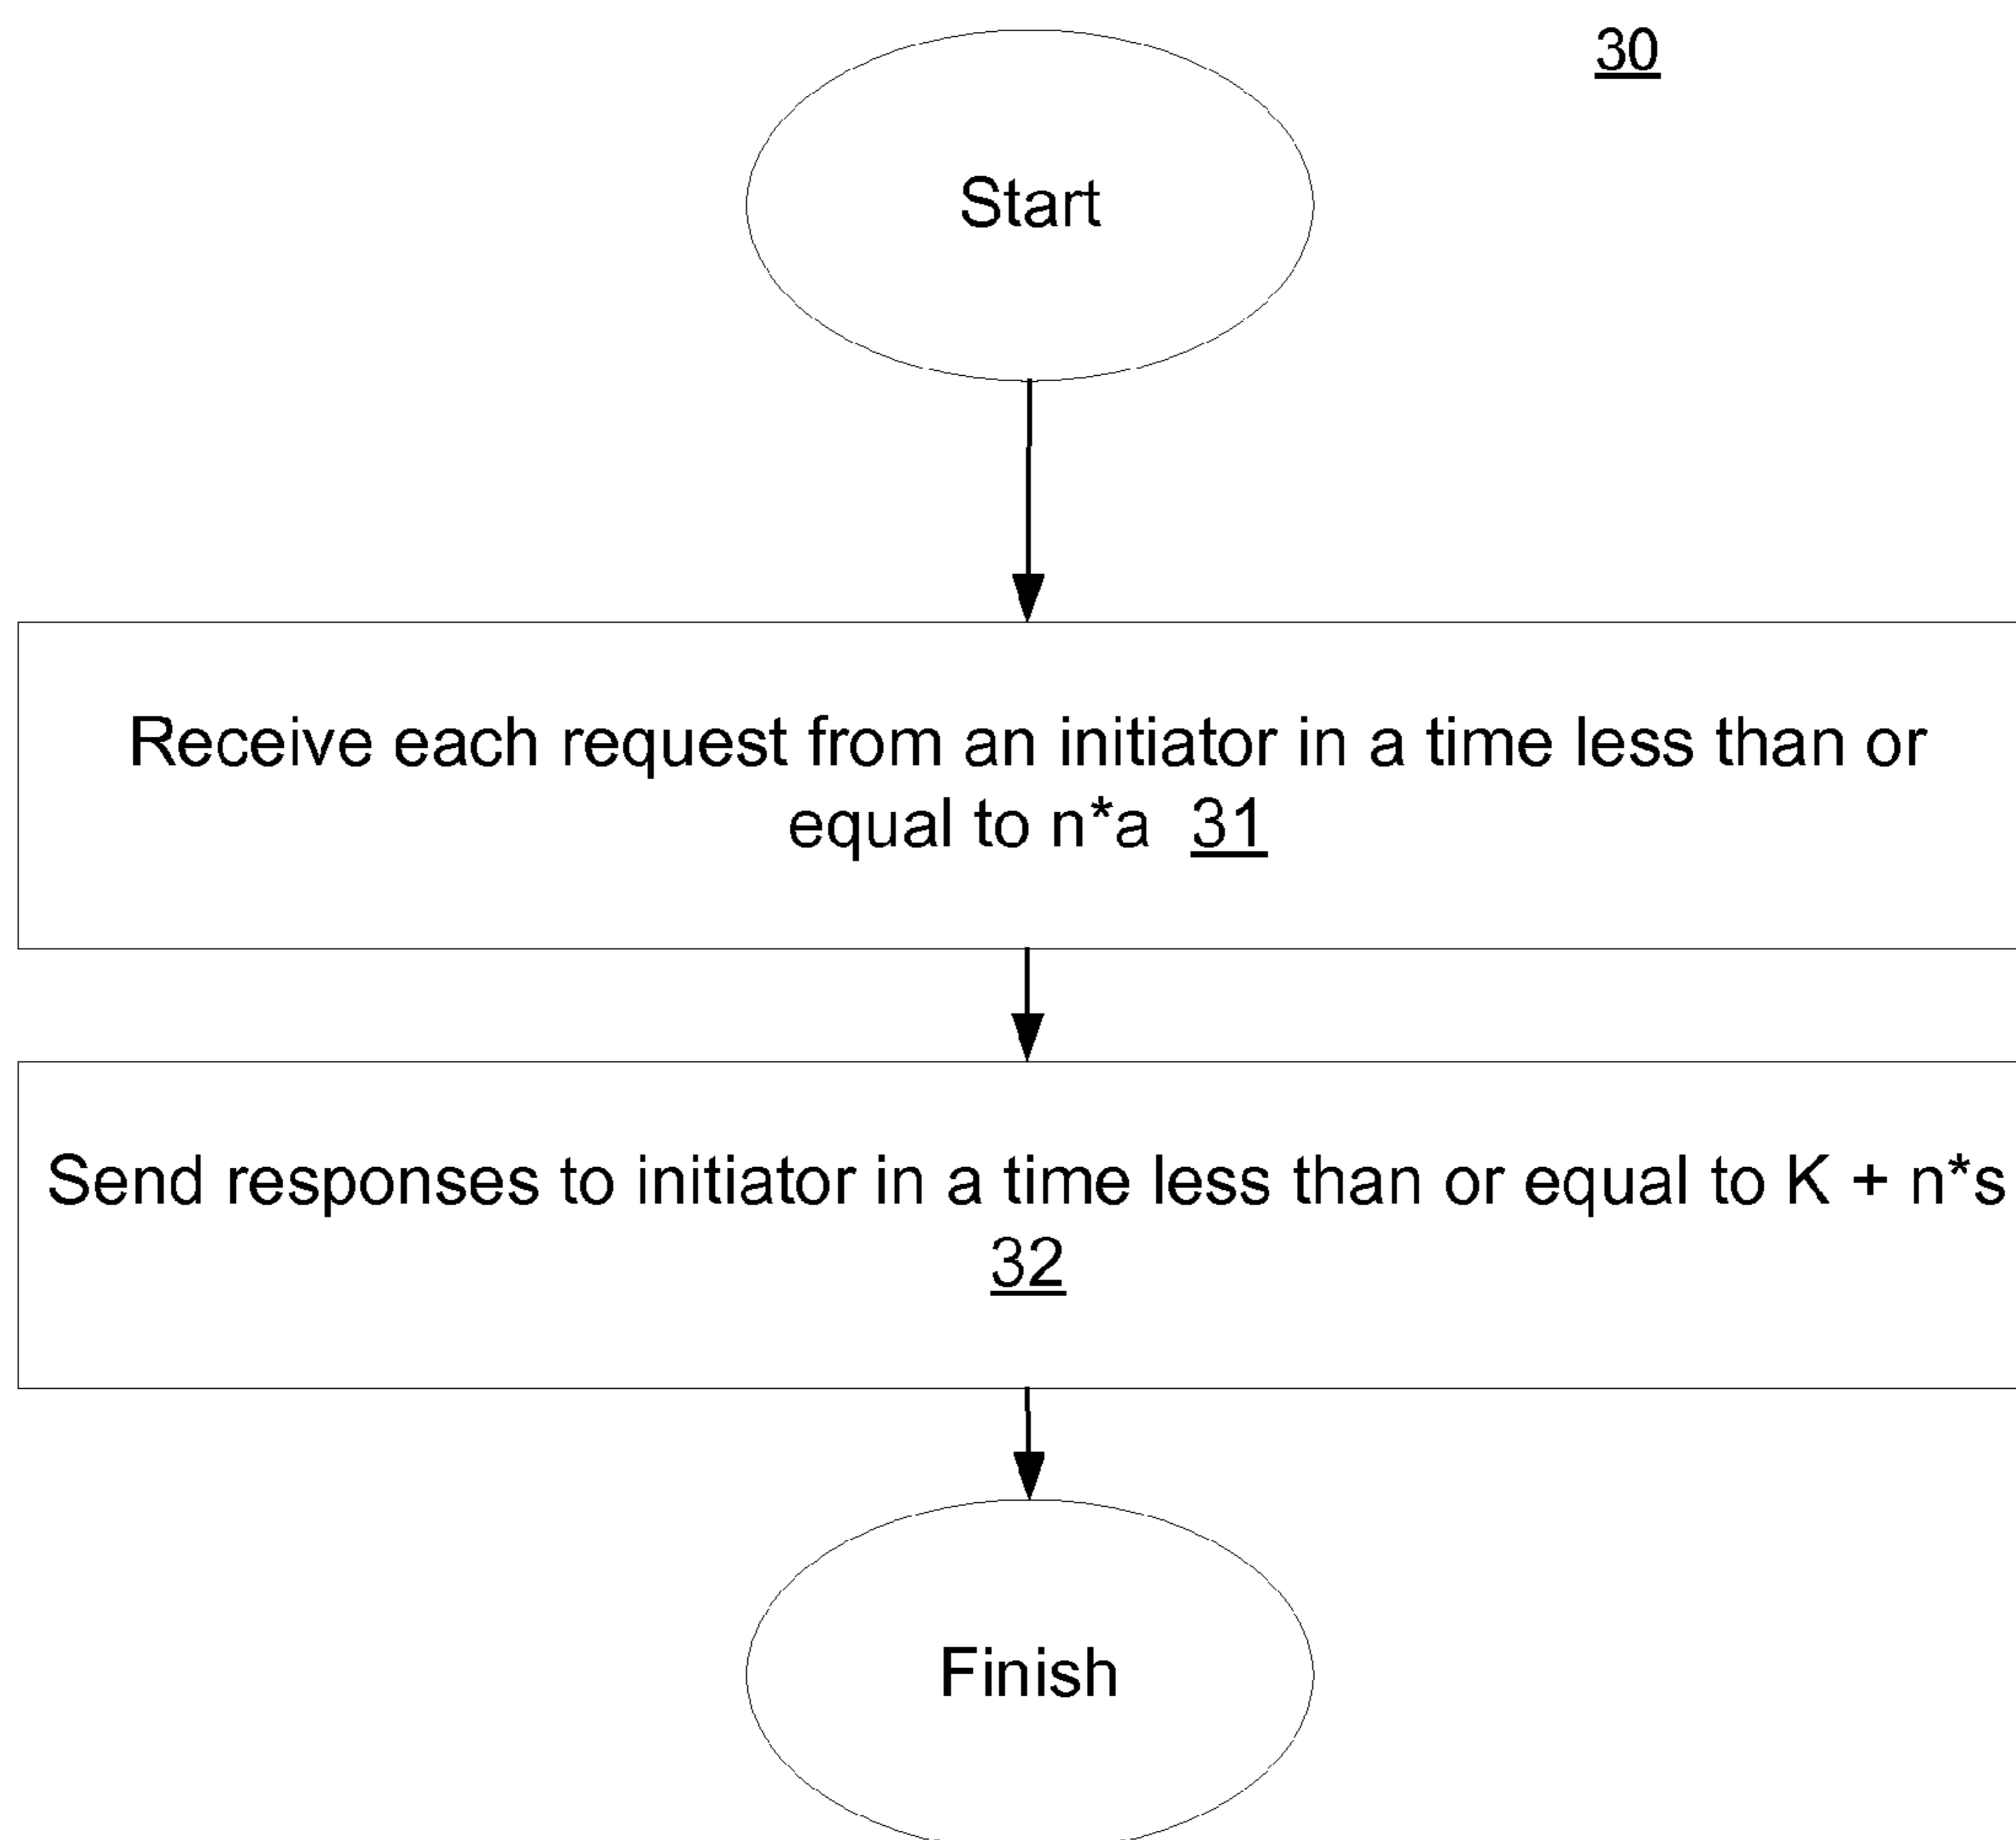 30
Start
Receive each request from an initiator in a time less than or
equal to n*a 31
Send responses to initiator in a time less than or equal to K + n*s
32
Finish